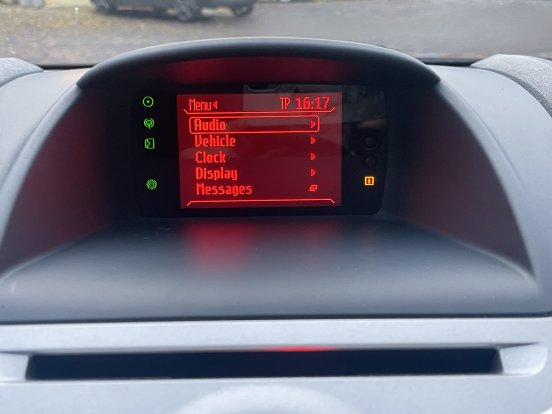 Menu
TP 16:17
Audio
Vehicle
Clock
Display
Messages